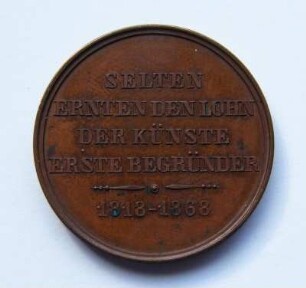 SELTEN
ERNTEN DEN LOHN
DER KÜNSTE
ERSTE BEGRÜNDER
1818-1868